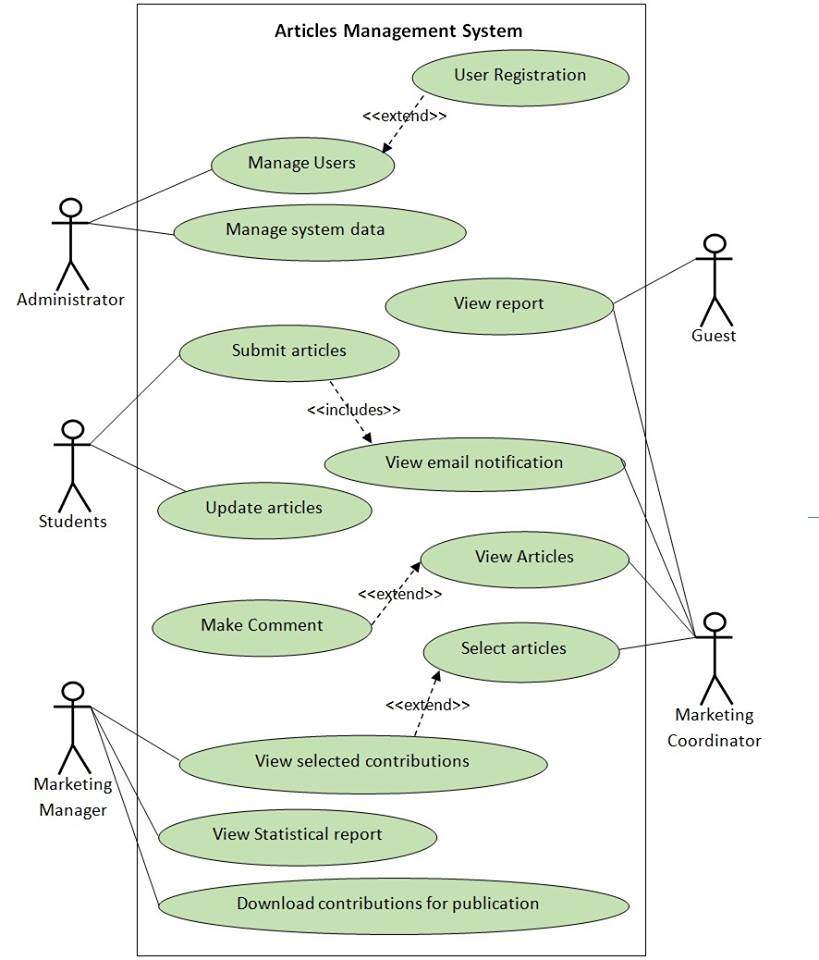 Articles Management System
User Registration
<<extend>>
Manage Users
Manage system data
Administrator
View report
Guest
Submit articles
<<includes>>
View email notification
Students
Update articles
View Articles
<<extend>>
Make Comment
Select articles
<<extend>>
Marketing
Coordinator
View selected contributions
Marketing
Manager
View Statistical report
Download contributions for publication